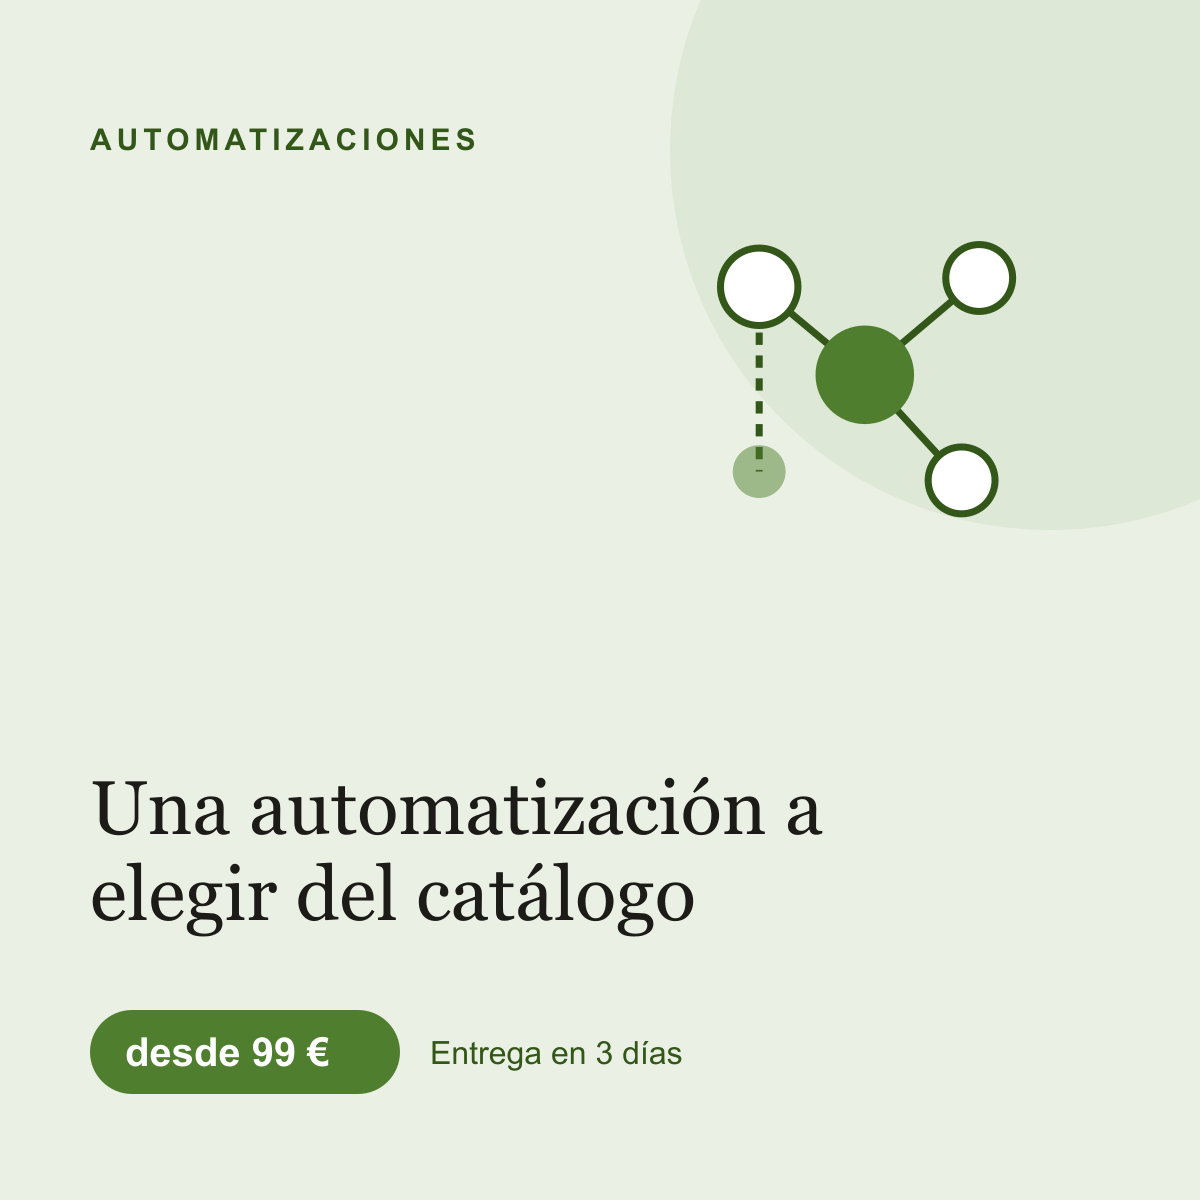 AUTOMATIZACIONES
Una automatización a
elegir del catálogo
desde 99 €
Entrega en 3 días